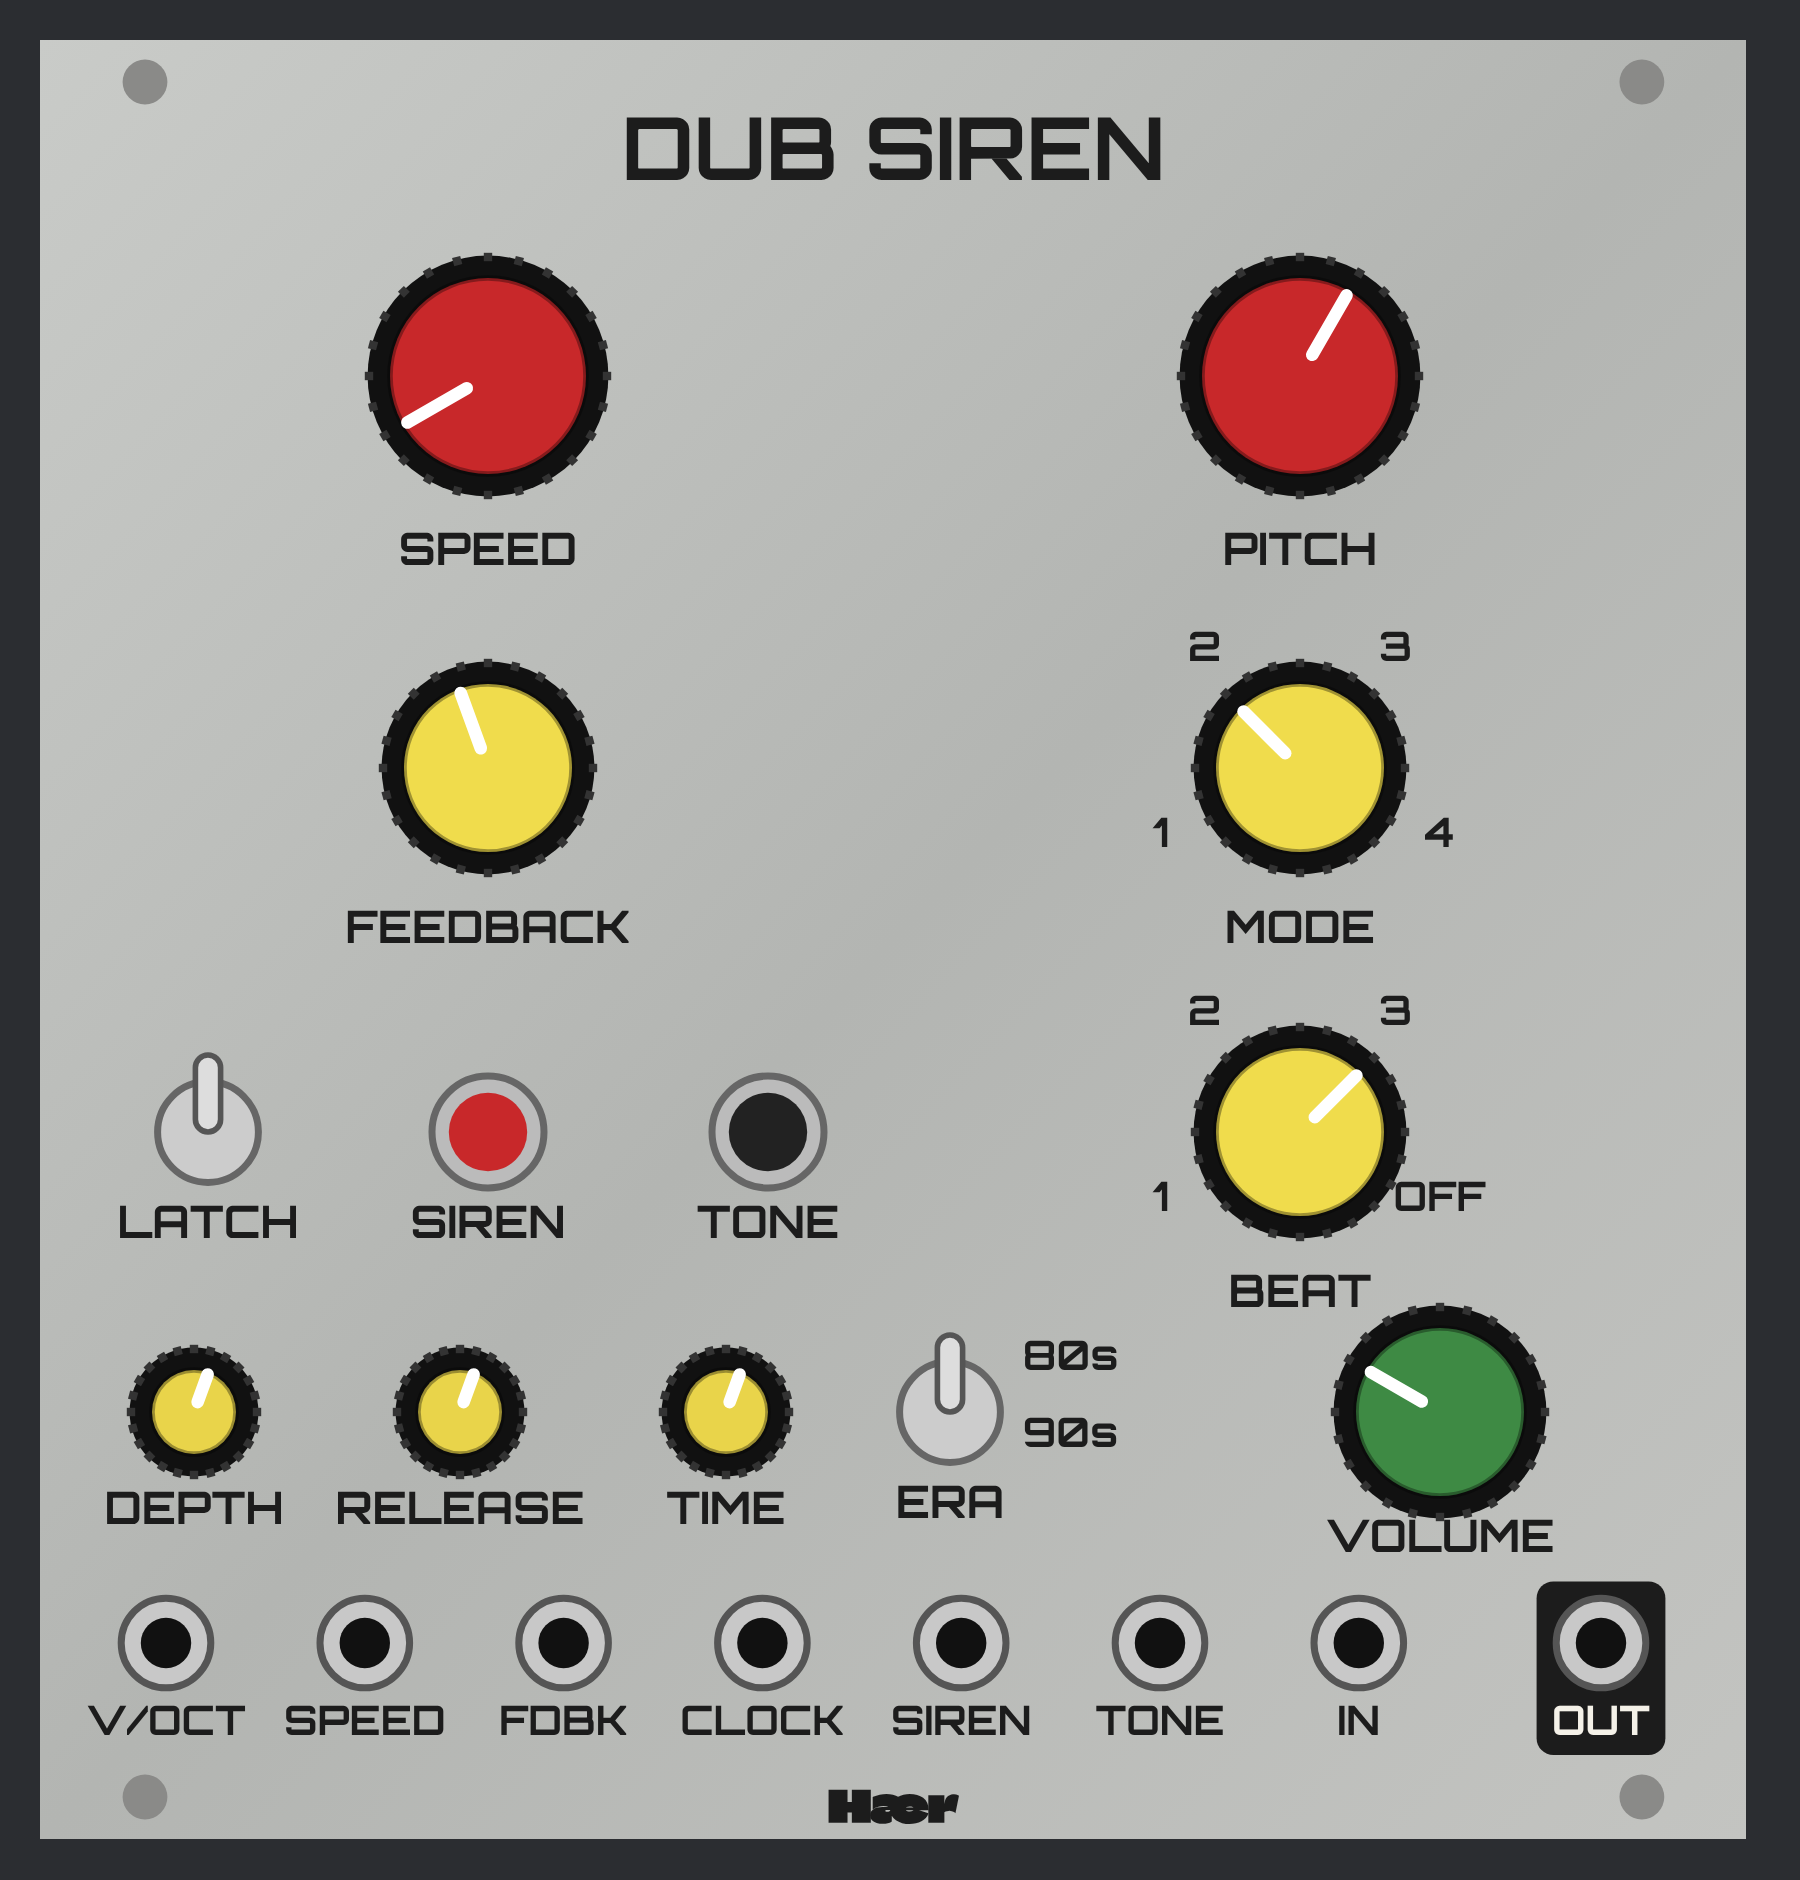 DUB SIREN
SPEED
PITCH
2 3
1 4
FEEDBACK
MODE
2 3
1 OFF
LATCH
SIREN
TONE
BEAT
80s
90s
DEPTH
RELEASE
TIME
ERA
VOLUME
V/OCT
SPEED
FDBK
CLOCK
SIREN
TONE
IN
OUT
Hær